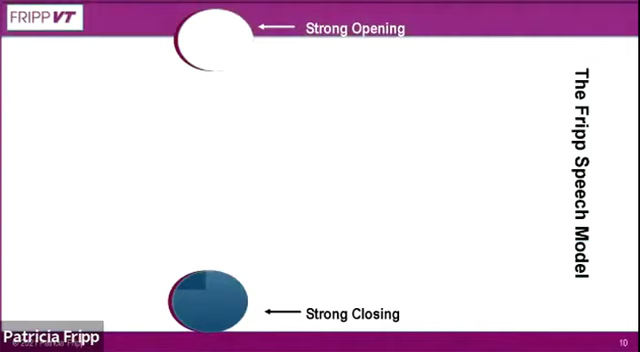 FRIPP VT
Strong Opening
The Fripp Speech Model
Strong Closing
Patricia Fripp
10